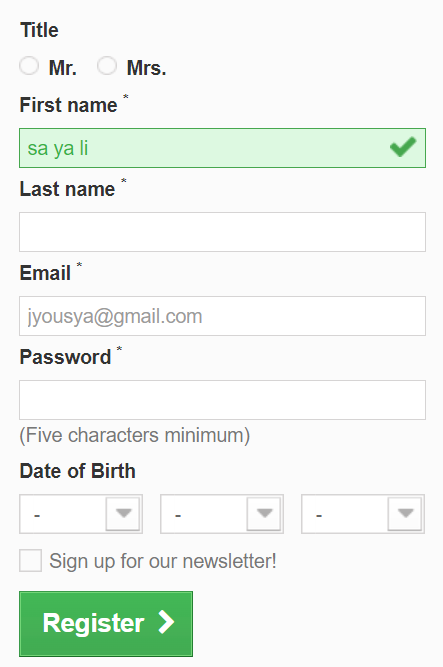 Title
Mr. Mrs.
First name *
sa ya li
Last name *
Email *
jyousya@gmail.com
Password *
(Five characters minimum)
Date of Birth
- - -
Sign up for our newsletter!
Register